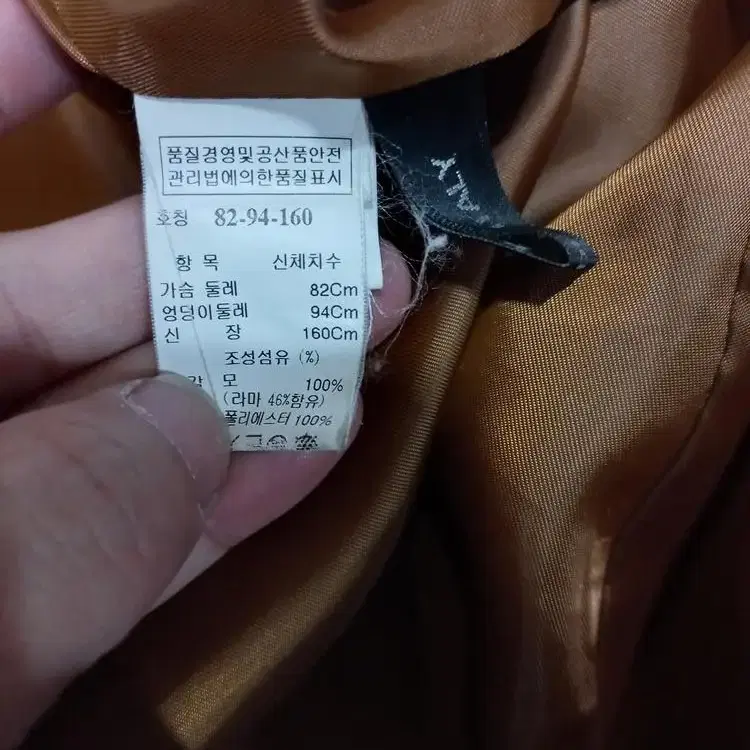 품질경영및공산품안전
관리법에의한품질표시
호칭 82-94-160
항 목 신체치수
가슴 둘레 82Cm
엉덩이둘레 94Cm
신 장 160Cm
조성섬유 (%)
감 모 100%
(라마 46%함유)
폴리에스터 100%